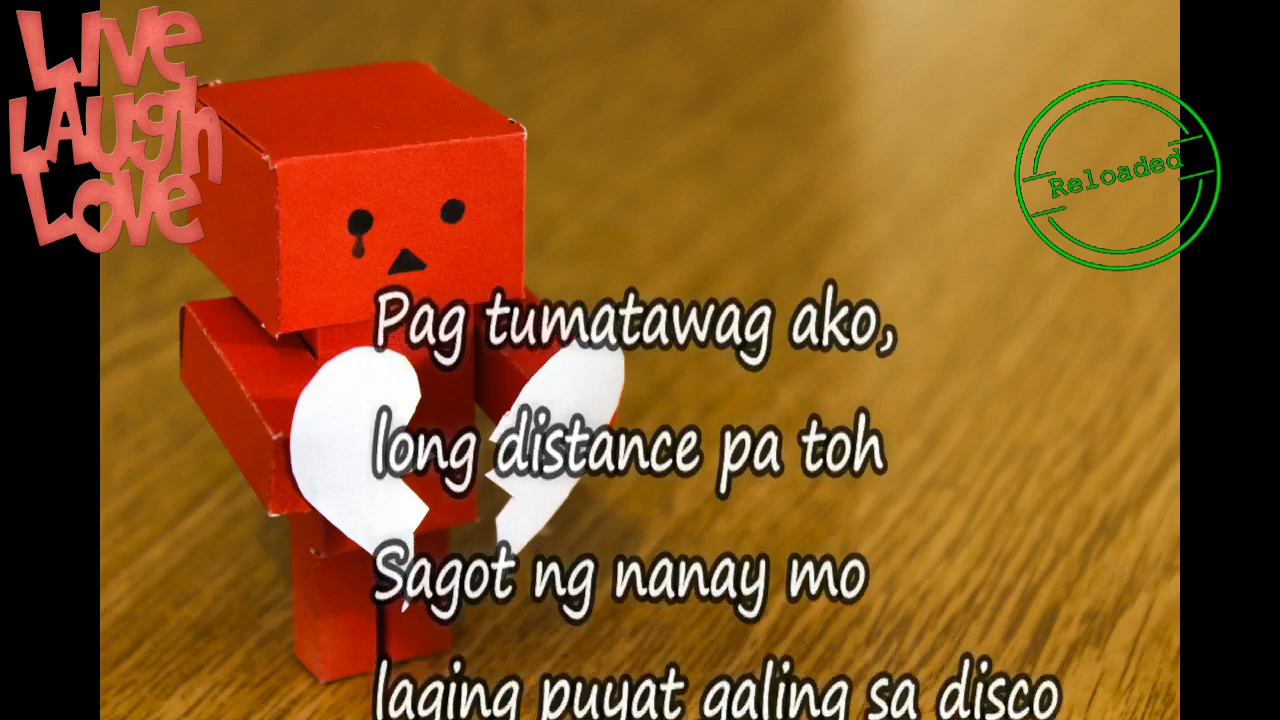 Live
Laugh
Love
Reloaded
Pag tumatawag ako,
long distance pa toh
Sagot ng nanay mo
laging puyat galing sa disco